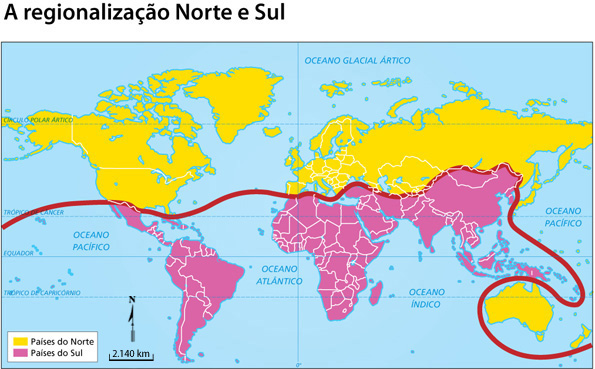 A regionalização Norte e Sul
OCEANO GLACIAL ÁRTICO
CÍRCULO POLAR ÁRTICO
TRÓPICO DE CÂNCER
OCEANO
PACÍFICO
OCEANO
PACÍFICO
EQUADOR
OCEANO
ATLÂNTICO
OCEANO
ÍNDICO
TRÓPICO DE CAPRICÓRNIO
N
Países do Norte
Países do Sul
2.140 km
0°